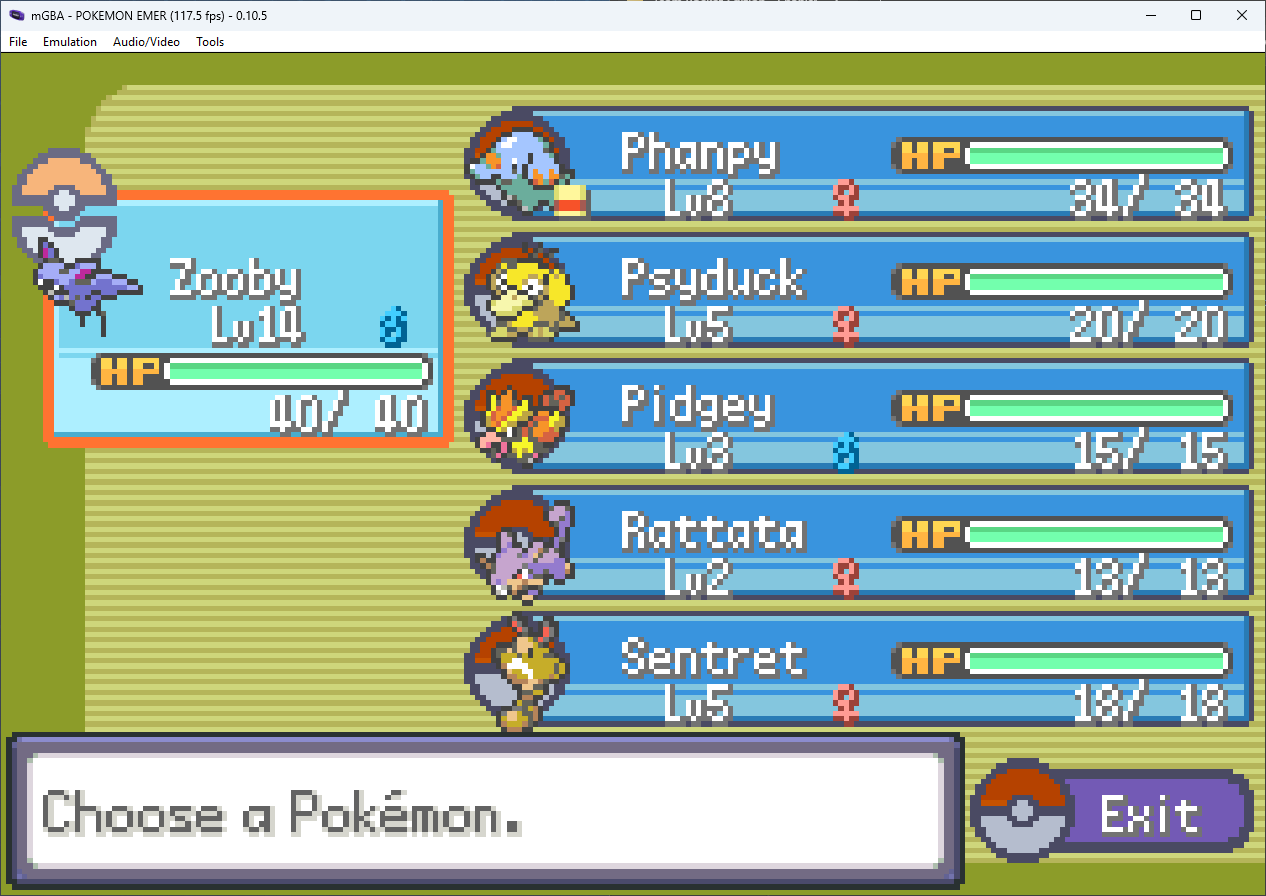 mGBA - POKEMON EMER (117.5 fps) - 0.10.5
File Emulation Audio/Video Tools
Zooby
Lv14 ♂
HP
40/ 40
Phanpy HP
Lv8 ♀ 34/ 34
Psyduck HP
Lv5 ♀ 20/ 20
Pidgey HP
Lv3 ♂ 15/ 15
Rattata HP
Lv2 ♀ 13/ 13
Sentret HP
Lv5 ♀ 18/ 18
Choose a Pokémon.
Exit